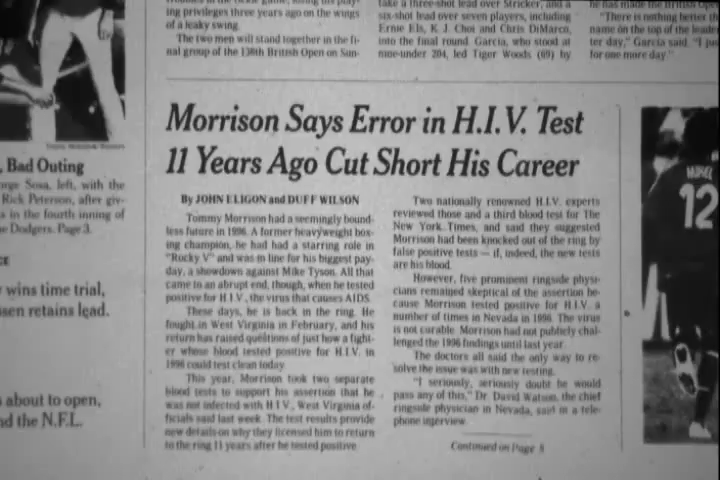 ing privileges three years ago on the wings
of a leaky swing.
The two men will stand together in the fi-
nal group of the 138th British Open on Sun-
take a three-shot lead over Stricker, and a
six-shot lead over seven players, including
Ernie Els, K. J. Choi and Chris DiMarco,
into the final round. Garcia, who stood at
nine-under 204, led Tiger Woods (69) by
he has made the British Open
"There is nothing better th
name on the top of the leade
ter day," Garcia said. "I
for one more day."
Morrison Says Error in H.I.V. Test
11 Years Ago Cut Short His Career
By JOHN ELIGON and DUFF WILSON
Tommy Morrison had a seemingly bound-
less future in 1996. A former heavyweight box-
ing champion, he had had a starring role in
"Rocky V" and was in line for his biggest pay-
day, a showdown against Mike Tyson. All that
came to an abrupt end, though, when he tested
positive for H.I.V., the virus that causes AIDS.
These days, he is back in the ring. He
fought in West Virginia in February, and his
return has raised questions of just how a fight-
er whose blood tested positive for H.I.V. in
1996 could test clean today.
This year, Morrison took two separate
blood tests to support his assertion that he
was not infected with H.I.V., West Virginia of-
ficials said last week. The test results provide
new details on why they licensed him to return
to the ring 11 years after he tested positive.
Two nationally renowned H.I.V. experts
reviewed those and a third blood test for The
New York Times, and said they suggested
Morrison had been knocked out of the ring by
false positive tests — if, indeed, the new tests
are his blood.
However, five prominent ringside physi-
cians remained skeptical of the assertion be-
cause Morrison tested positive for H.I.V. a
number of times in Nevada in 1996. The virus
is not curable. Morrison had not publicly chal-
lenged the 1996 findings until last year.
The doctors all said the only way to re-
solve the issue was with new testing.
"I seriously, seriously doubt he would
pass any of this," Dr. David Watson, the chief
ringside physician in Nevada, said in a tele-
phone interview.
Continued on Page 8
, Bad Outing
rge Sosa, left, with the
Rick Peterson, after giv-
s in the fourth inning of
e Dodgers. Page 3.
CE
wins time trial,
sen retains lead.
about to open,
nd the N.F.L.
12